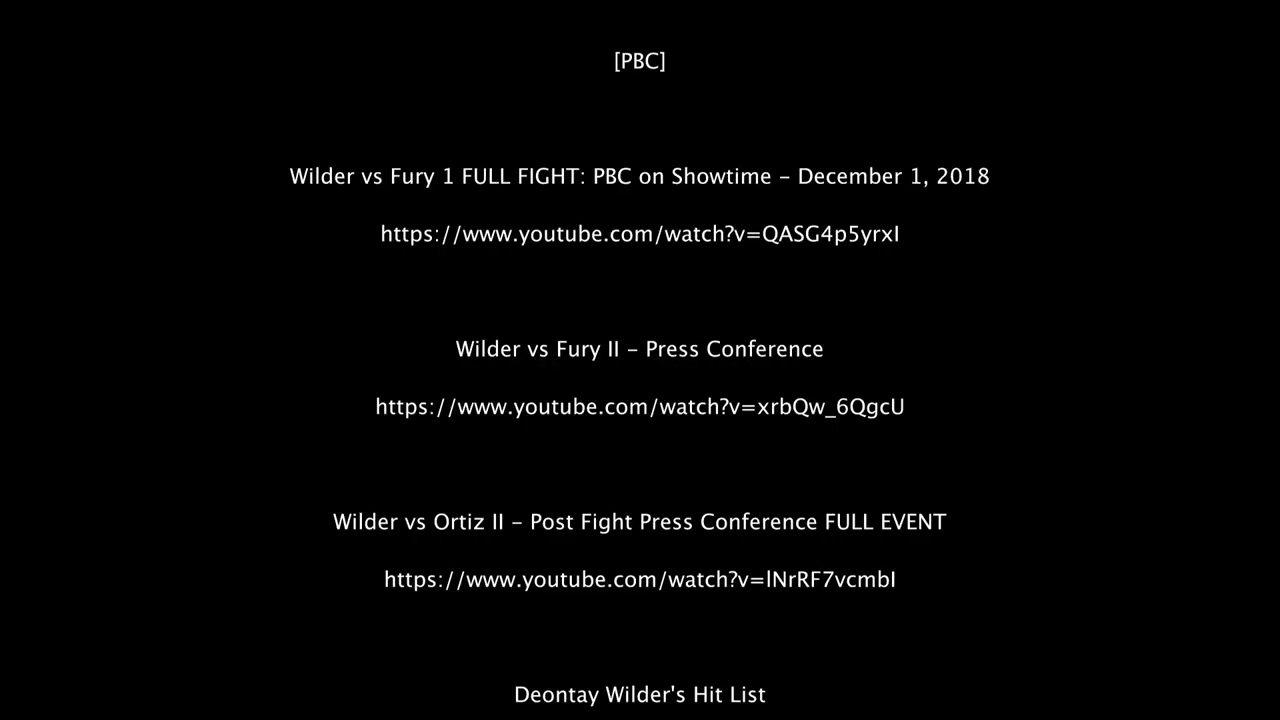 [PBC]
Wilder vs Fury 1 FULL FIGHT: PBC on Showtime - December 1, 2018
https://www.youtube.com/watch?v=QASG4p5yrxI
Wilder vs Fury II - Press Conference
https://www.youtube.com/watch?v=xrbQw_6QgcU
Wilder vs Ortiz II - Post Fight Press Conference FULL EVENT
https://www.youtube.com/watch?v=lNrRF7vcmbI
Deontay Wilder's Hit List